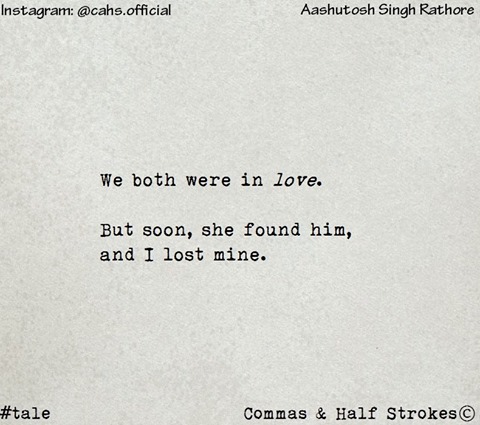 Instagram: @cahs.official
Aashutosh Singh Rathore
We both were in love.
But soon, she found him,
and I lost mine.
#tale
Commas & Half Strokes©